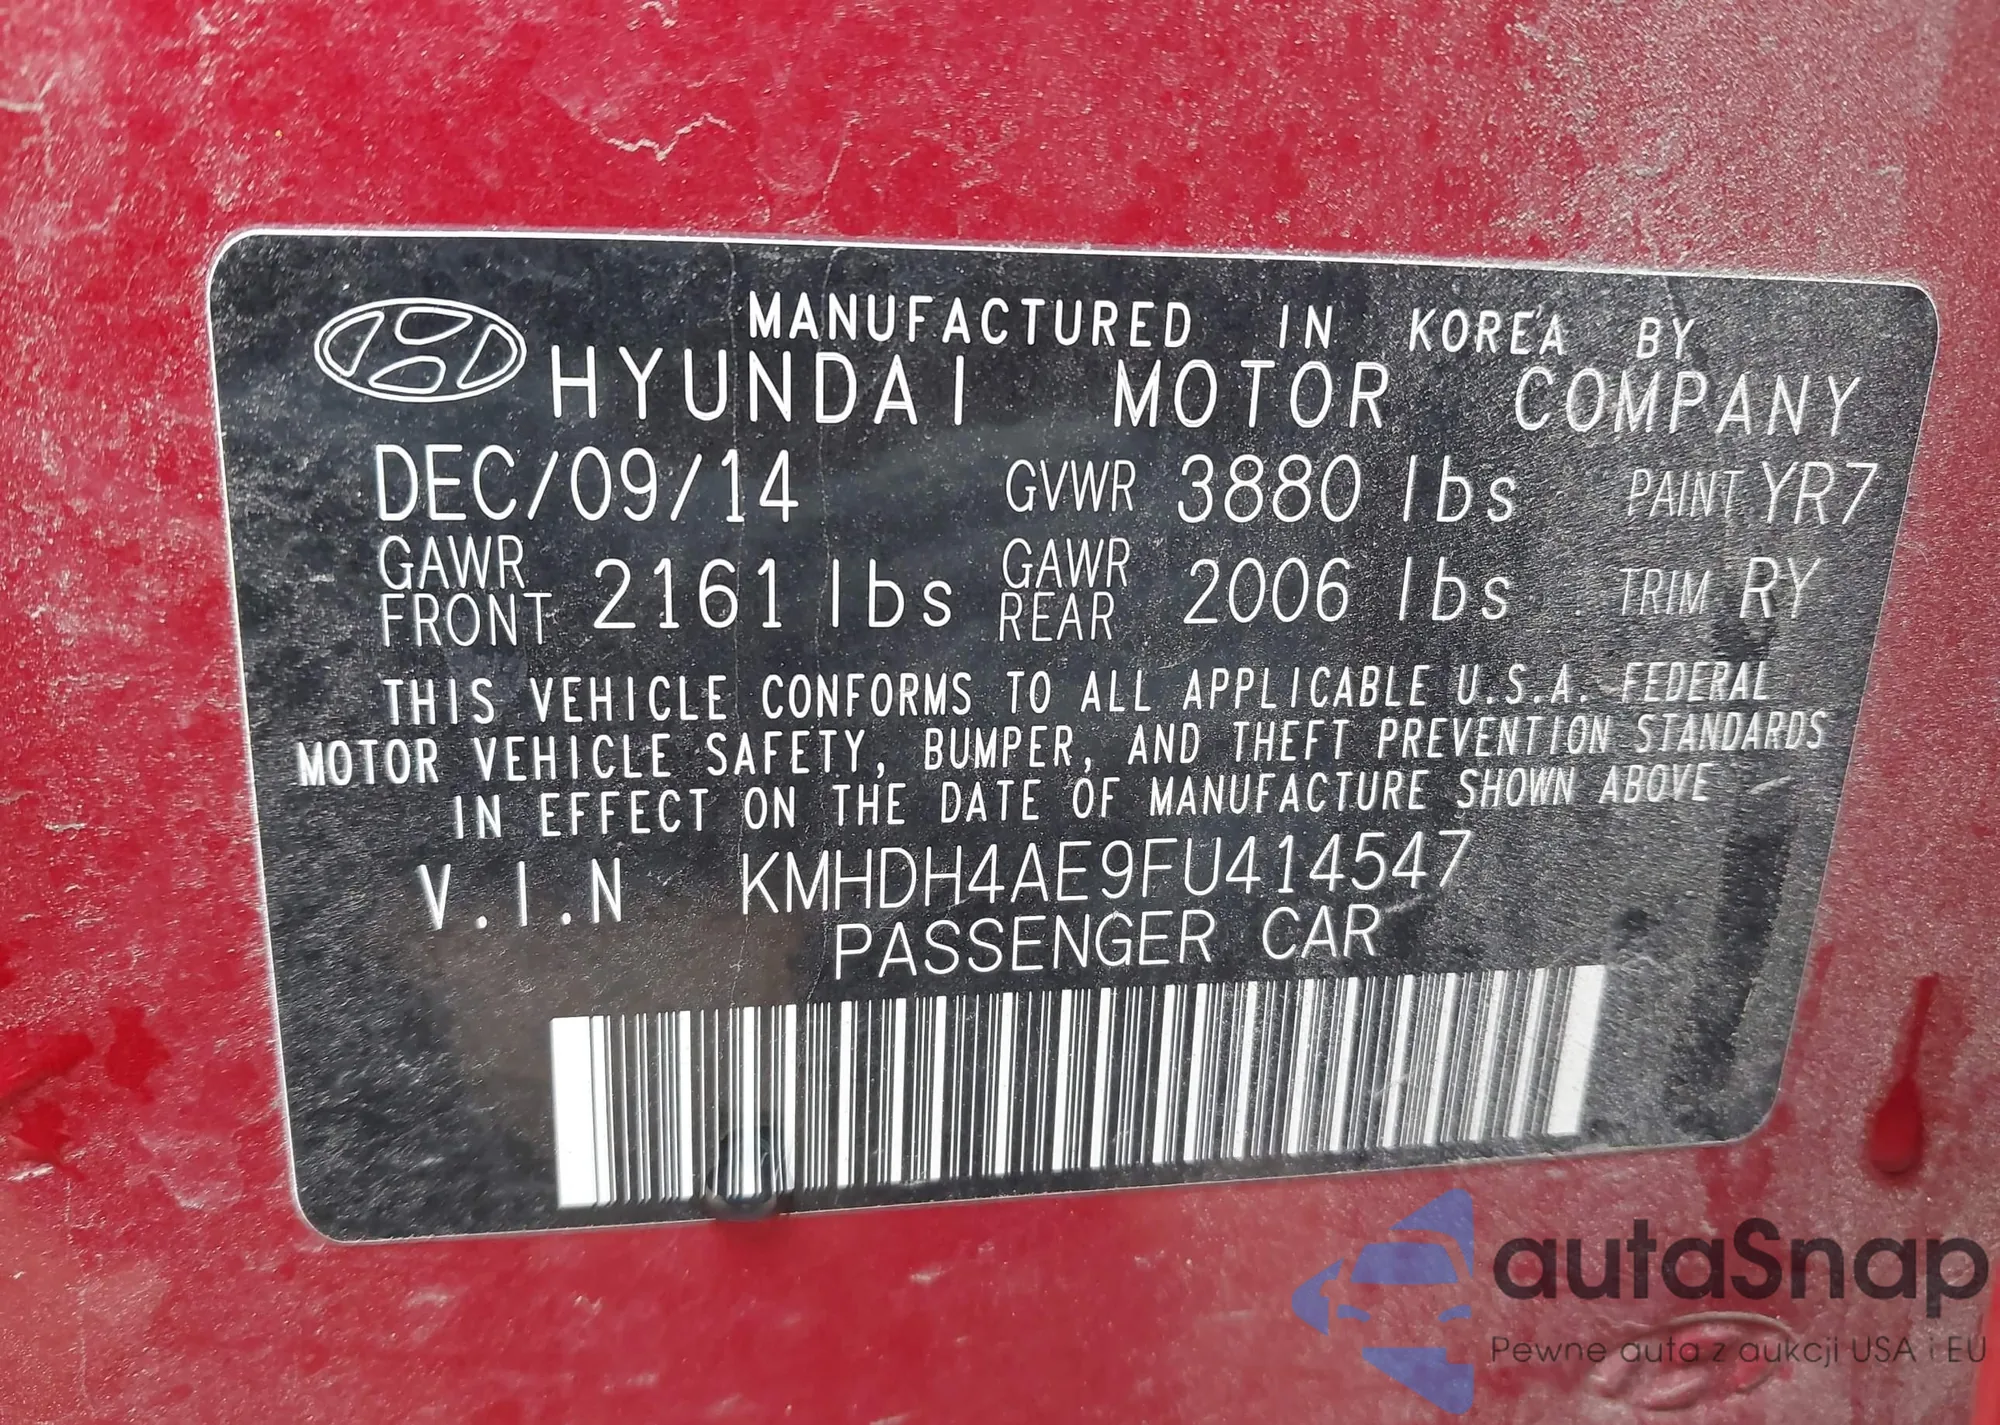 MANUFACTURED IN KOREA BY
HYUNDAI MOTOR COMPANY
DEC/09/14 GVWR 3880 lbs PAINT YR7
GAWR FRONT 2161 lbs GAWR REAR 2006 lbs TRIM RY
THIS VEHICLE CONFORMS TO ALL APPLICABLE U.S.A. FEDERAL
MOTOR VEHICLE SAFETY, BUMPER, AND THEFT PREVENTION STANDARDS
IN EFFECT ON THE DATE OF MANUFACTURE SHOWN ABOVE
V.I.N KMHDH4AE9FU414547
PASSENGER CAR
autaSnap
Pewne auta z aukcji USA i EU